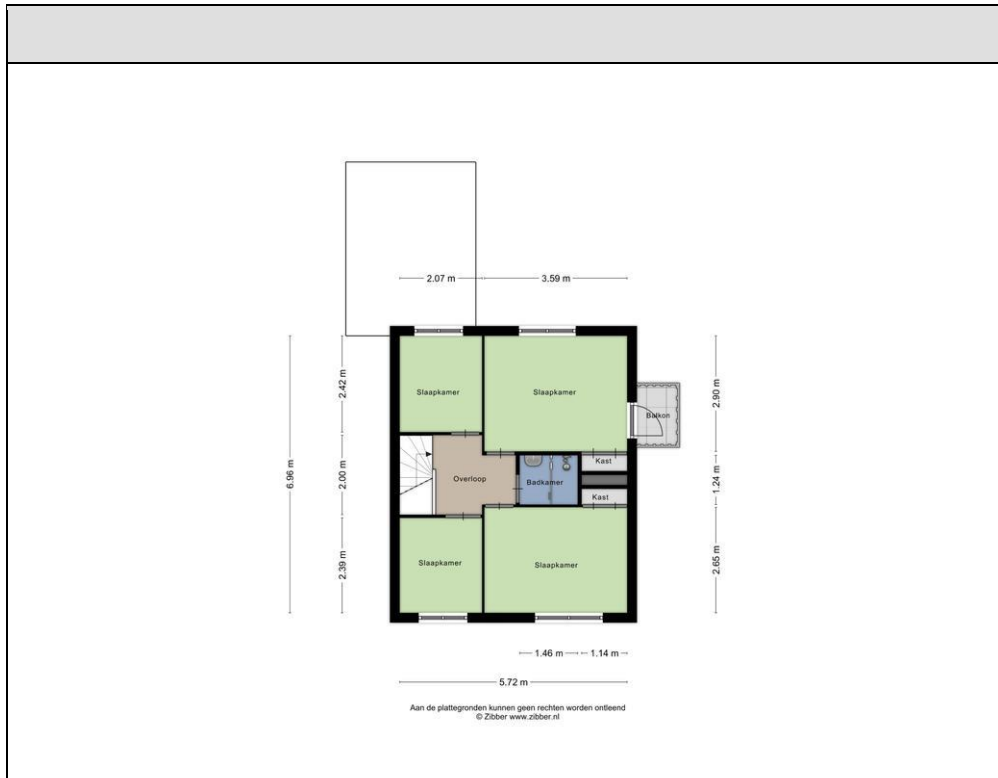 2.07 m
3.59 m
Slaapkamer
Slaapkamer
2.42 m
2.90 m
Balkon
Kast
6.96 m
2.00 m
Overloop
Badkamer
1.24 m
Kast
Slaapkamer
Slaapkamer
2.39 m
2.65 m
1.46 m
1.14 m
5.72 m
Aan de plattegronden kunnen geen rechten worden ontleend
© Zibber www.zibber.nl